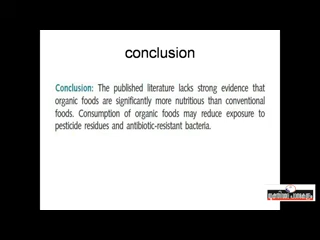 conclusion
Conclusion: The published literature lacks strong evidence that
organic foods are significantly more nutritious than conventional
foods. Consumption of organic foods may reduce exposure to
pesticide residues and antibiotic-resistant bacteria.